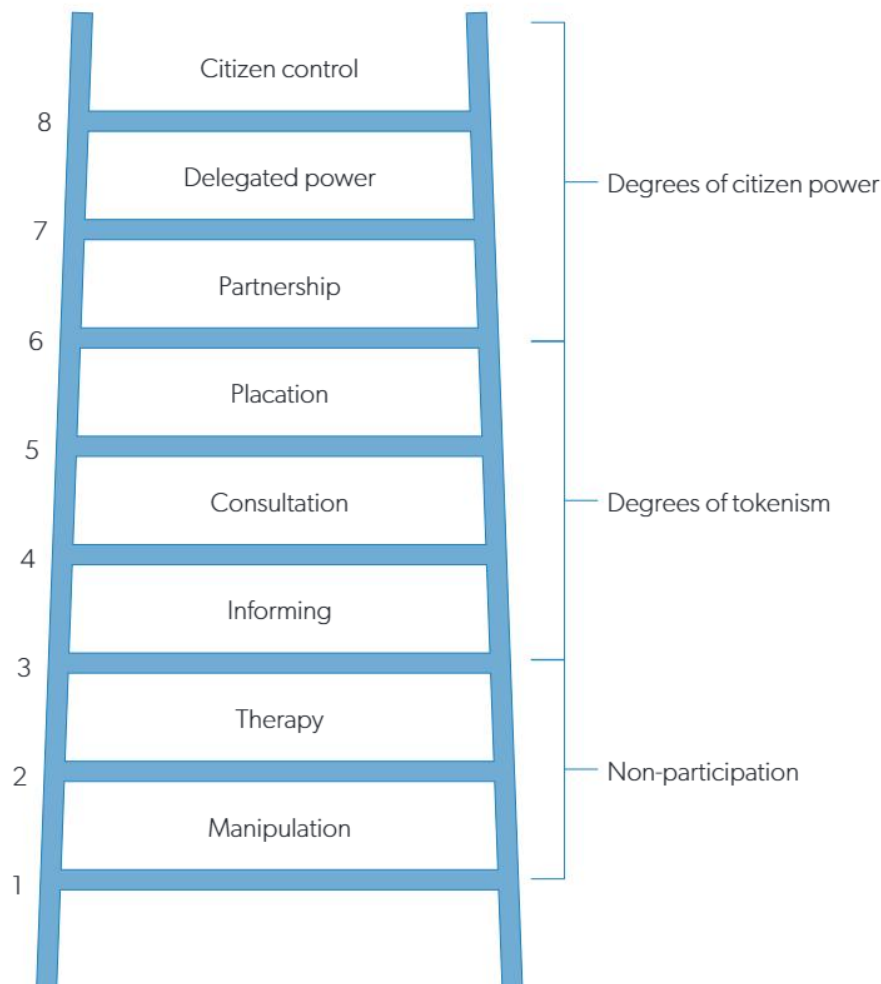 Citizen control
8
Delegated power
Degrees of citizen power
7
Partnership
6
Placation
5
Consultation
Degrees of tokenism
4
Informing
3
Therapy
2
Non-participation
Manipulation
1